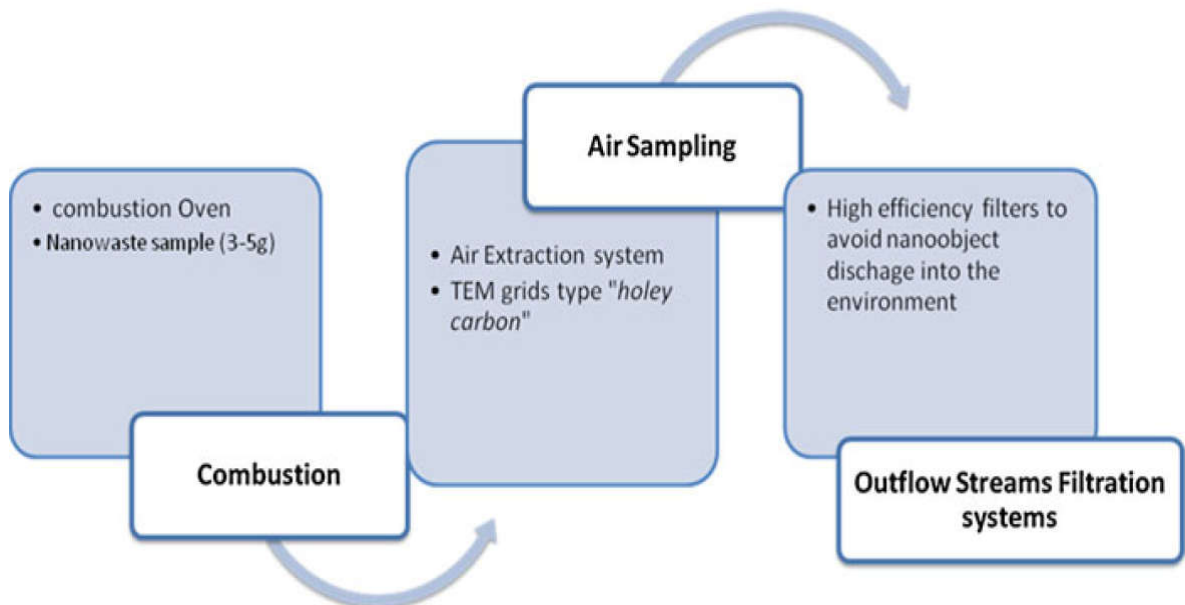 • combustion Oven
• Nanowaste sample (3-5g)
Combustion
Air Sampling
• Air Extraction system
• TEM grids type "holey
carbon"
• High efficiency filters to
avoid nanoobject
dischage into the
environment
Outflow Streams Filtration
systems